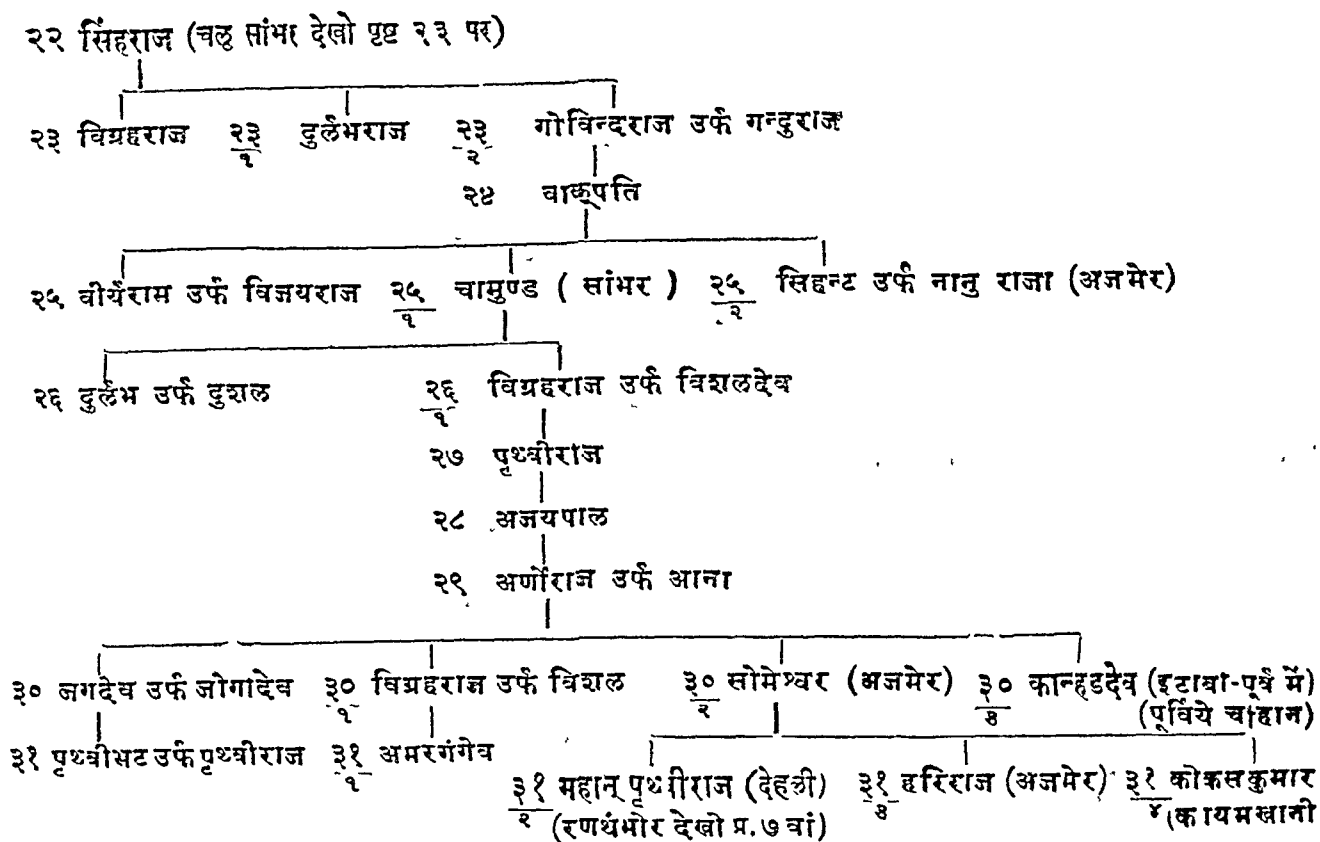 २२ सिंहराज (चलु सांभर देखो पृष्ट २३ पर)
२३ विग्रहराज २३/१ दुर्लभराज २३/२ गोविन्दराज उर्फ गन्दुराज
२४ वाक्पति
२५ वीर्यराम उर्फ विजयराज २५/१ चामुण्ड ( सांभर ) २५/२ सिहन्ट उर्फ नानु राजा (अजमेर)
२६ दुर्लभ उर्फ दुशल २६/१ विग्रहराज उर्फ विशलदेव
२७ पृथ्वीराज
२८ अजयपाल
२९ अर्णोराज उर्फ आना
३० जगदेव उर्फ जोगादेव ३०/१ विग्रहराज उर्फ विशल ३०/२ सोमेश्वर (अजमेर) ३०/३ कान्हडदेव (इटावा-पूर्व में)
(पूर्विये चाहान)
३१ पृथ्वीभट उर्फ पृथ्वीराज ३१/१ अमरगंगेव
३१/२ महान् पृथ्वीराज (देहली) ३१/३ हरिराज (अजमेर) ३१/४ कोकसकुमार
(रणथंभोर देखो प्र. ७ वां) (कायमखानी